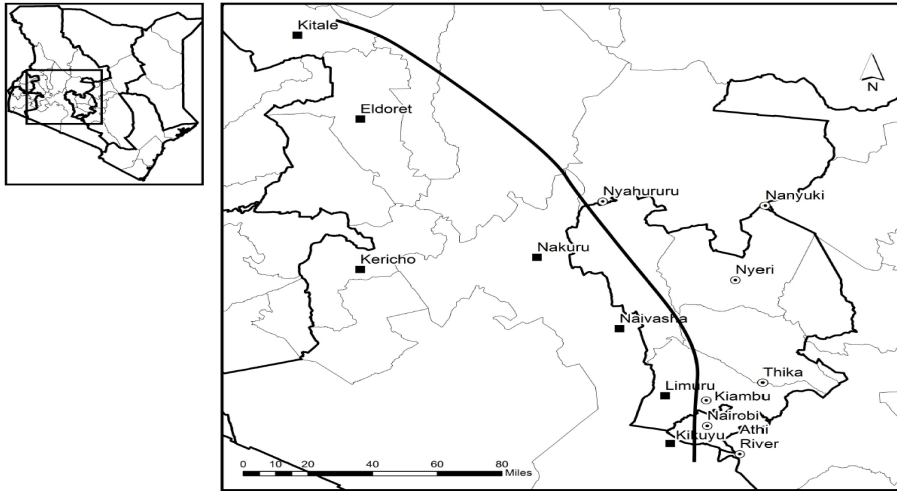 Kitale
N
Eldoret
Nyahururu
Nanyuki
Nakuru
Kericho
Nyeri
Naivasha
Thika
Limuru
Kiambu
Nairobi
Athi
River
Kikuyu
0 10 20 40 60 80
Miles